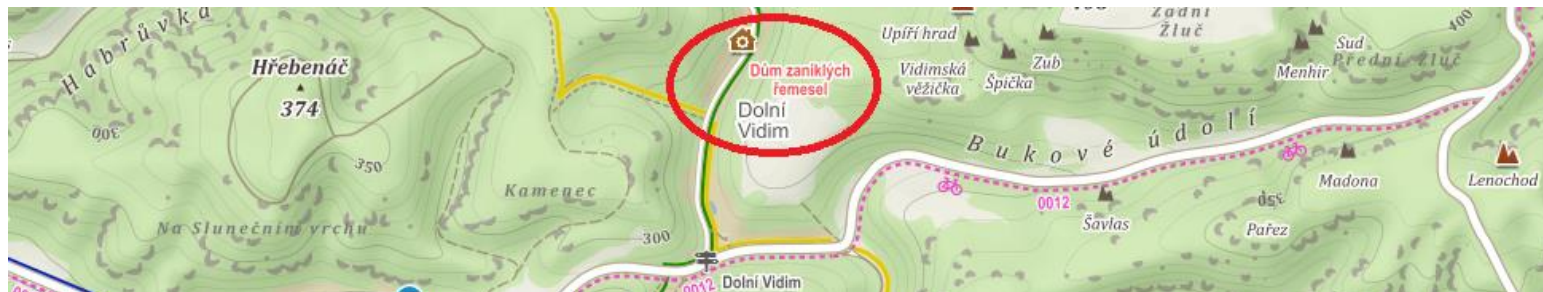 Habrůvka
Hřebenáč
374
300
350
Na Slunečním vrchu
Kamenec
300
Dům zaniklých
řemesel
Dolní
Vidim
Dolní Vidim
0012
Upíří hrad
Vidimská
věžička
Špička
Zub
Zadní
Žluč
Sud
Menhir
Přední Žluč
400
Bukové údolí
0012
Šavlas
Madona
350
Pařez
Lenochod